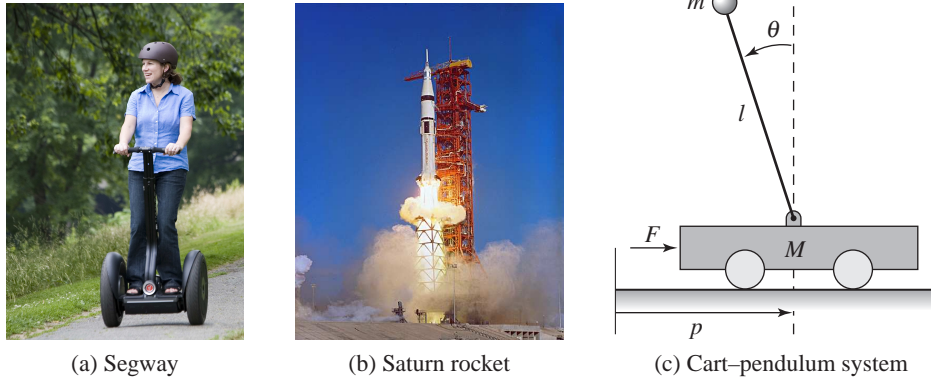 m
θ
l
F
M
p
(a) Segway
(b) Saturn rocket
(c) Cart–pendulum system